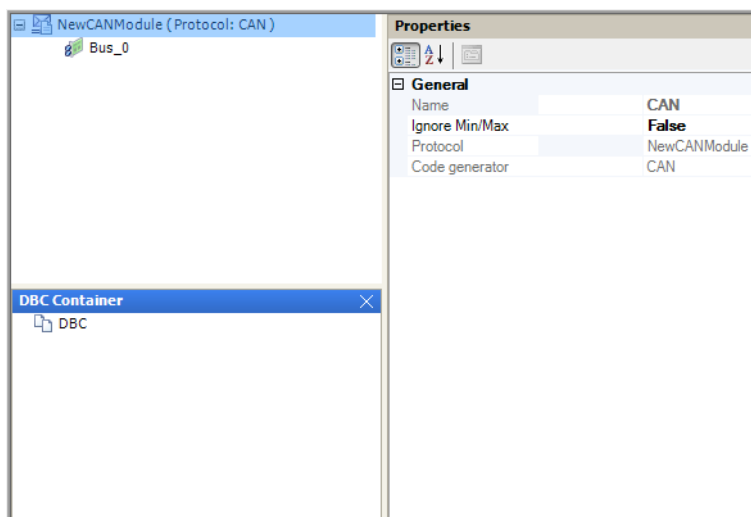 NewCANModule ( Protocol: CAN )
Bus_0
DBC Container
DBC
Properties
General
Name CAN
Ignore Min/Max False
Protocol NewCANModule
Code generator CAN